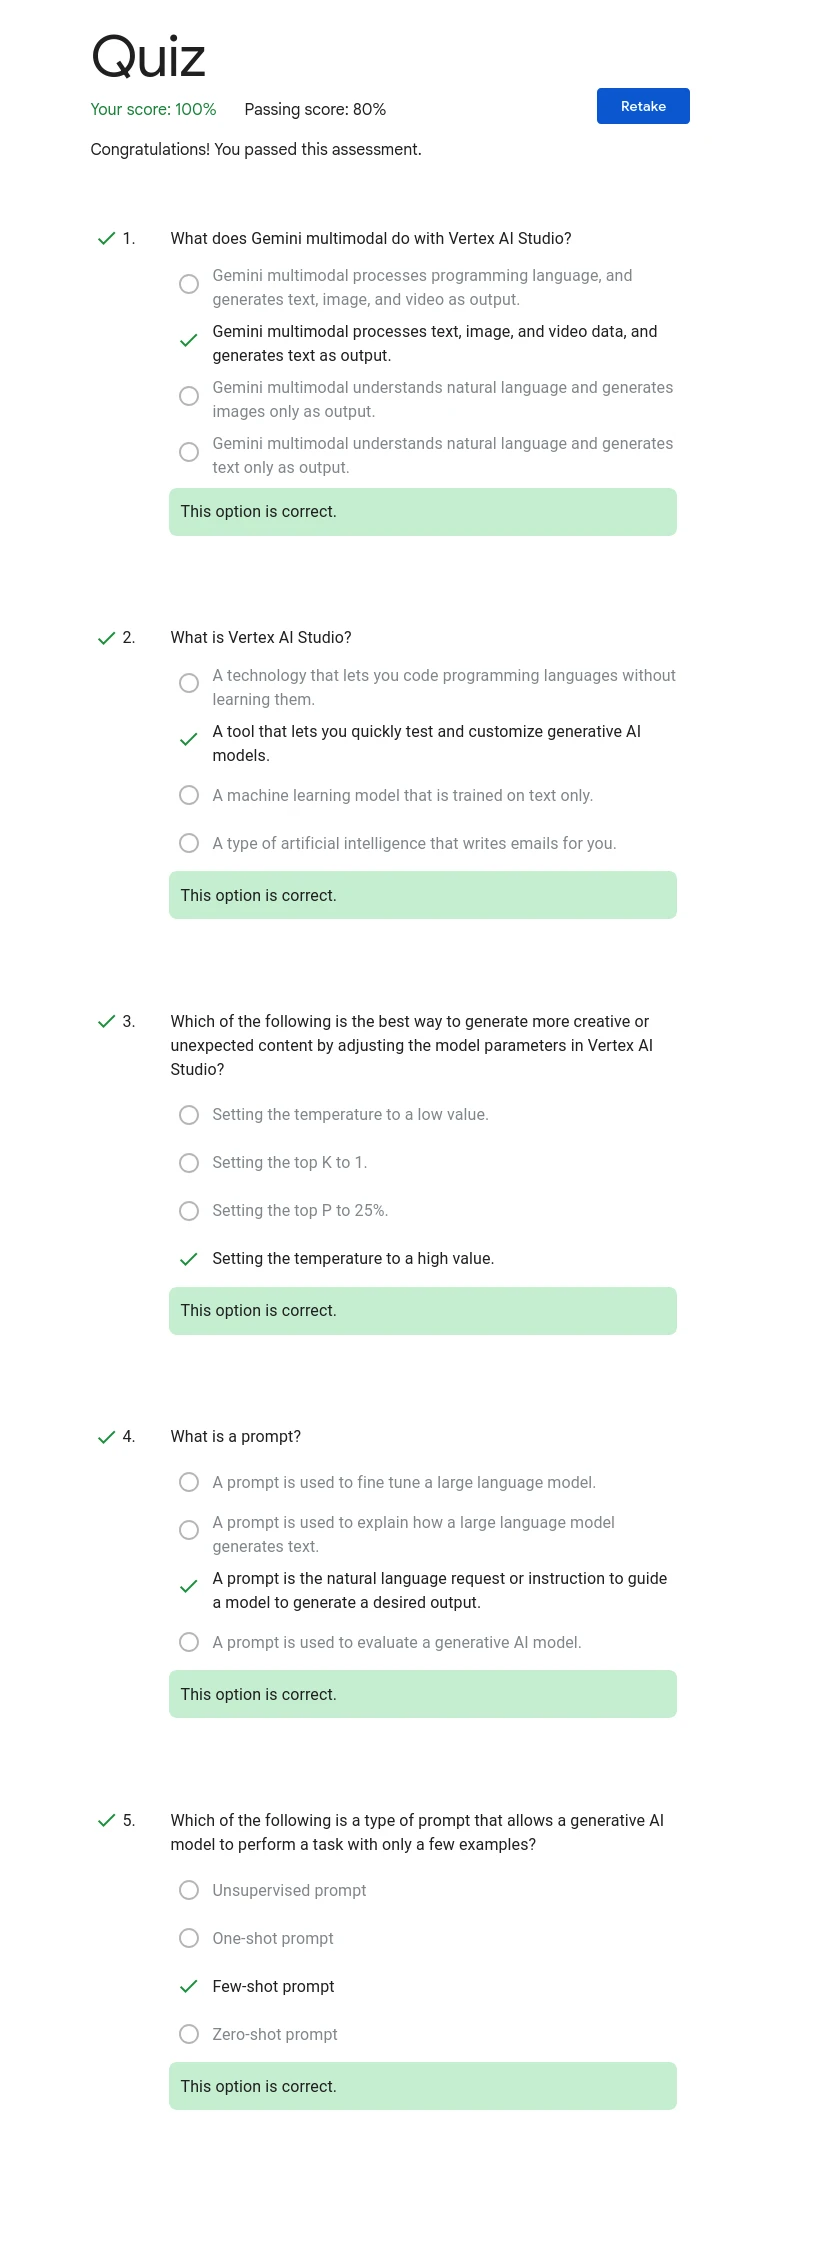 Quiz
Your score: 100% Passing score: 80%
Retake
Congratulations! You passed this assessment.
1. What does Gemini multimodal do with Vertex AI Studio?
Gemini multimodal processes programming language, and
generates text, image, and video as output.
Gemini multimodal processes text, image, and video data, and
generates text as output.
Gemini multimodal understands natural language and generates
images only as output.
Gemini multimodal understands natural language and generates
text only as output.
This option is correct.
2. What is Vertex AI Studio?
A technology that lets you code programming languages without
learning them.
A tool that lets you quickly test and customize generative AI
models.
A machine learning model that is trained on text only.
A type of artificial intelligence that writes emails for you.
This option is correct.
3. Which of the following is the best way to generate more creative or
unexpected content by adjusting the model parameters in Vertex AI
Studio?
Setting the temperature to a low value.
Setting the top K to 1.
Setting the top P to 25%.
Setting the temperature to a high value.
This option is correct.
4. What is a prompt?
A prompt is used to fine tune a large language model.
A prompt is used to explain how a large language model
generates text.
A prompt is the natural language request or instruction to guide
a model to generate a desired output.
A prompt is used to evaluate a generative AI model.
This option is correct.
5. Which of the following is a type of prompt that allows a generative AI
model to perform a task with only a few examples?
Unsupervised prompt
One-shot prompt
Few-shot prompt
Zero-shot prompt
This option is correct.